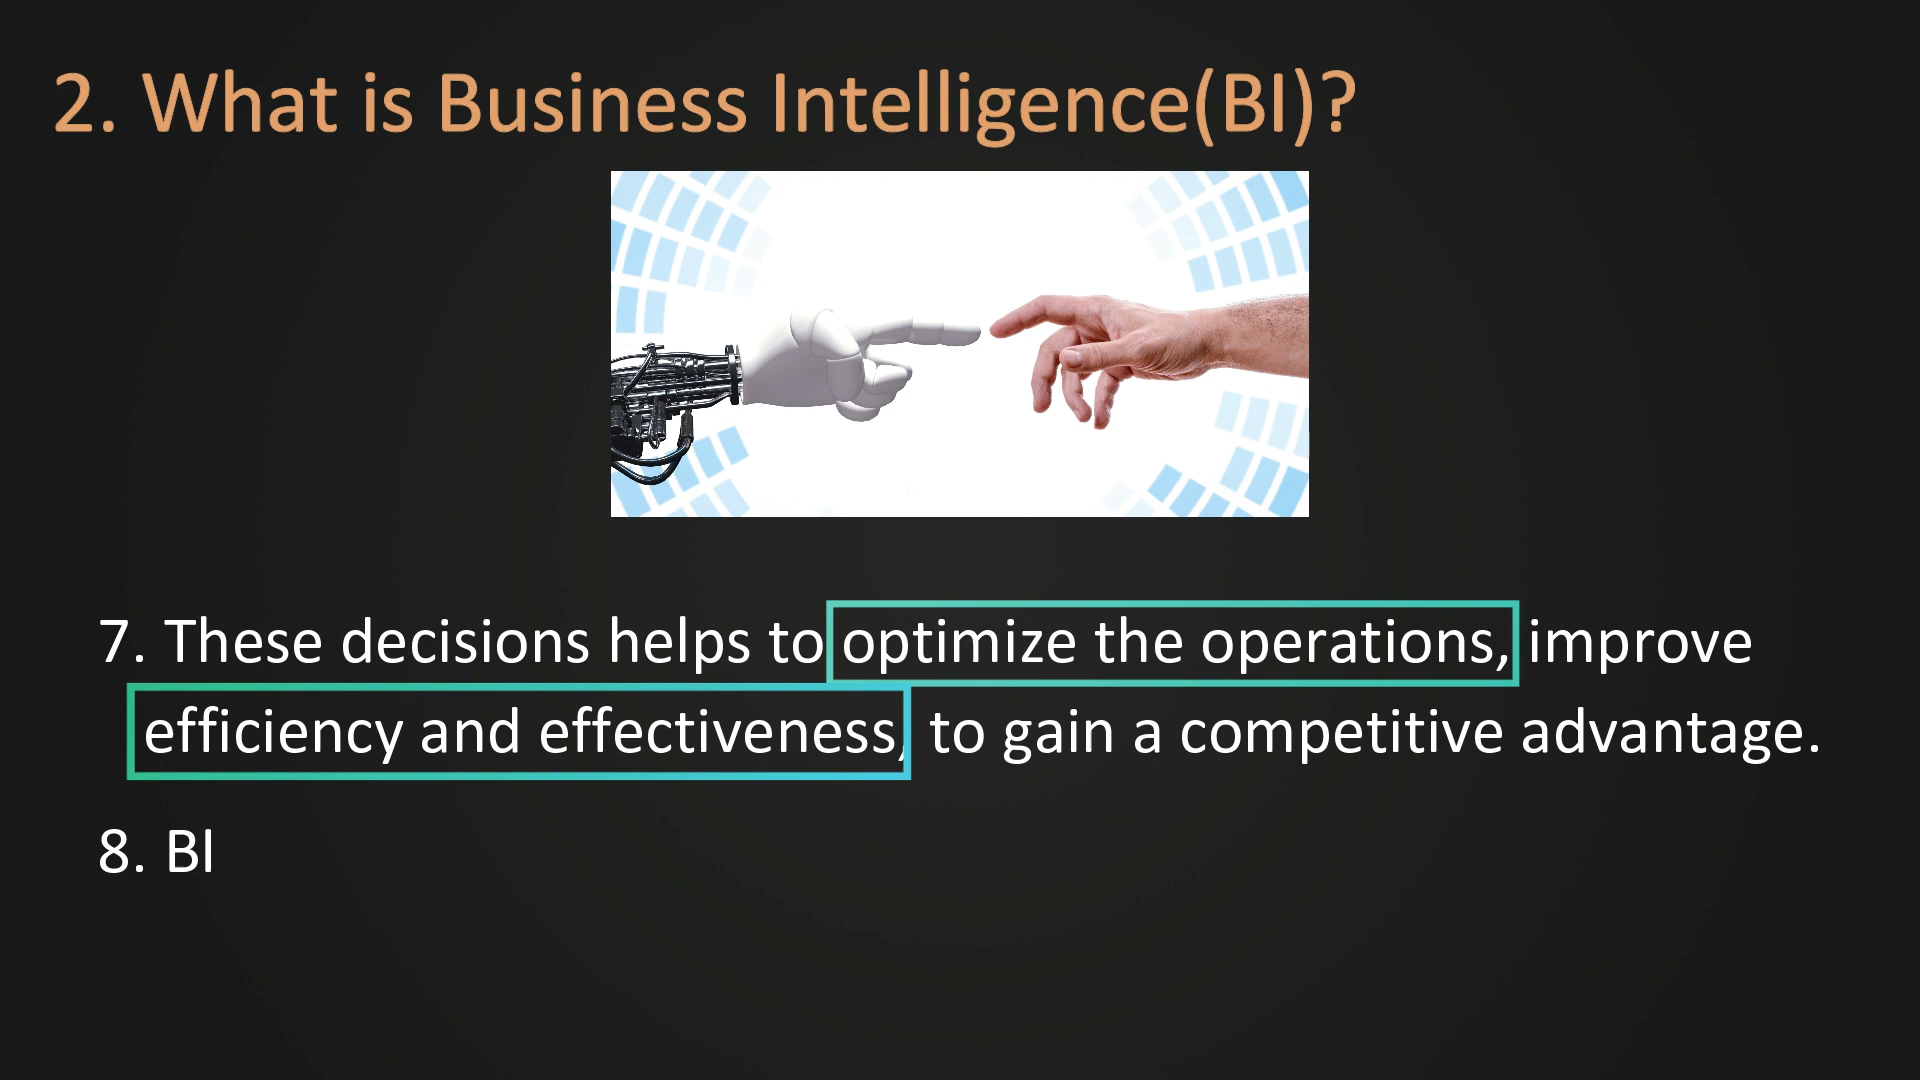 2. What is Business Intelligence(BI)?
7. These decisions helps to optimize the operations, improve
efficiency and effectiveness, to gain a competitive advantage.
8. BI